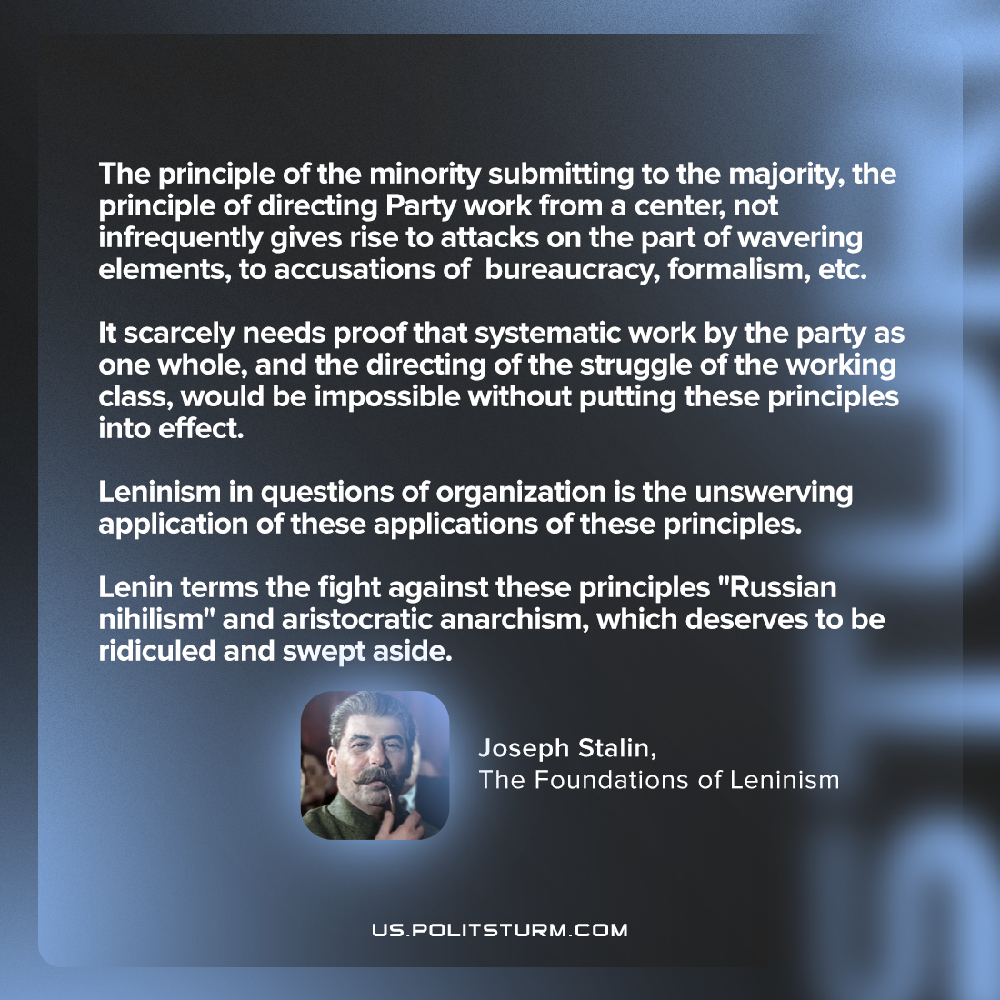 The principle of the minority submitting to the majority, the
principle of directing Party work from a center, not
infrequently gives rise to attacks on the part of wavering
elements, to accusations of  bureaucracy, formalism, etc.
It scarcely needs proof that systematic work by the party as
one whole, and the directing of the struggle of the working
class, would be impossible without putting these principles
into effect.
Leninism in questions of organization is the unswerving
application of these applications of these principles.
Lenin terms the fight against these principles "Russian
nihilism" and aristocratic anarchism, which deserves to be
ridiculed and swept aside.
Joseph Stalin,
The Foundations of Leninism
US.POLITSTURM.COM